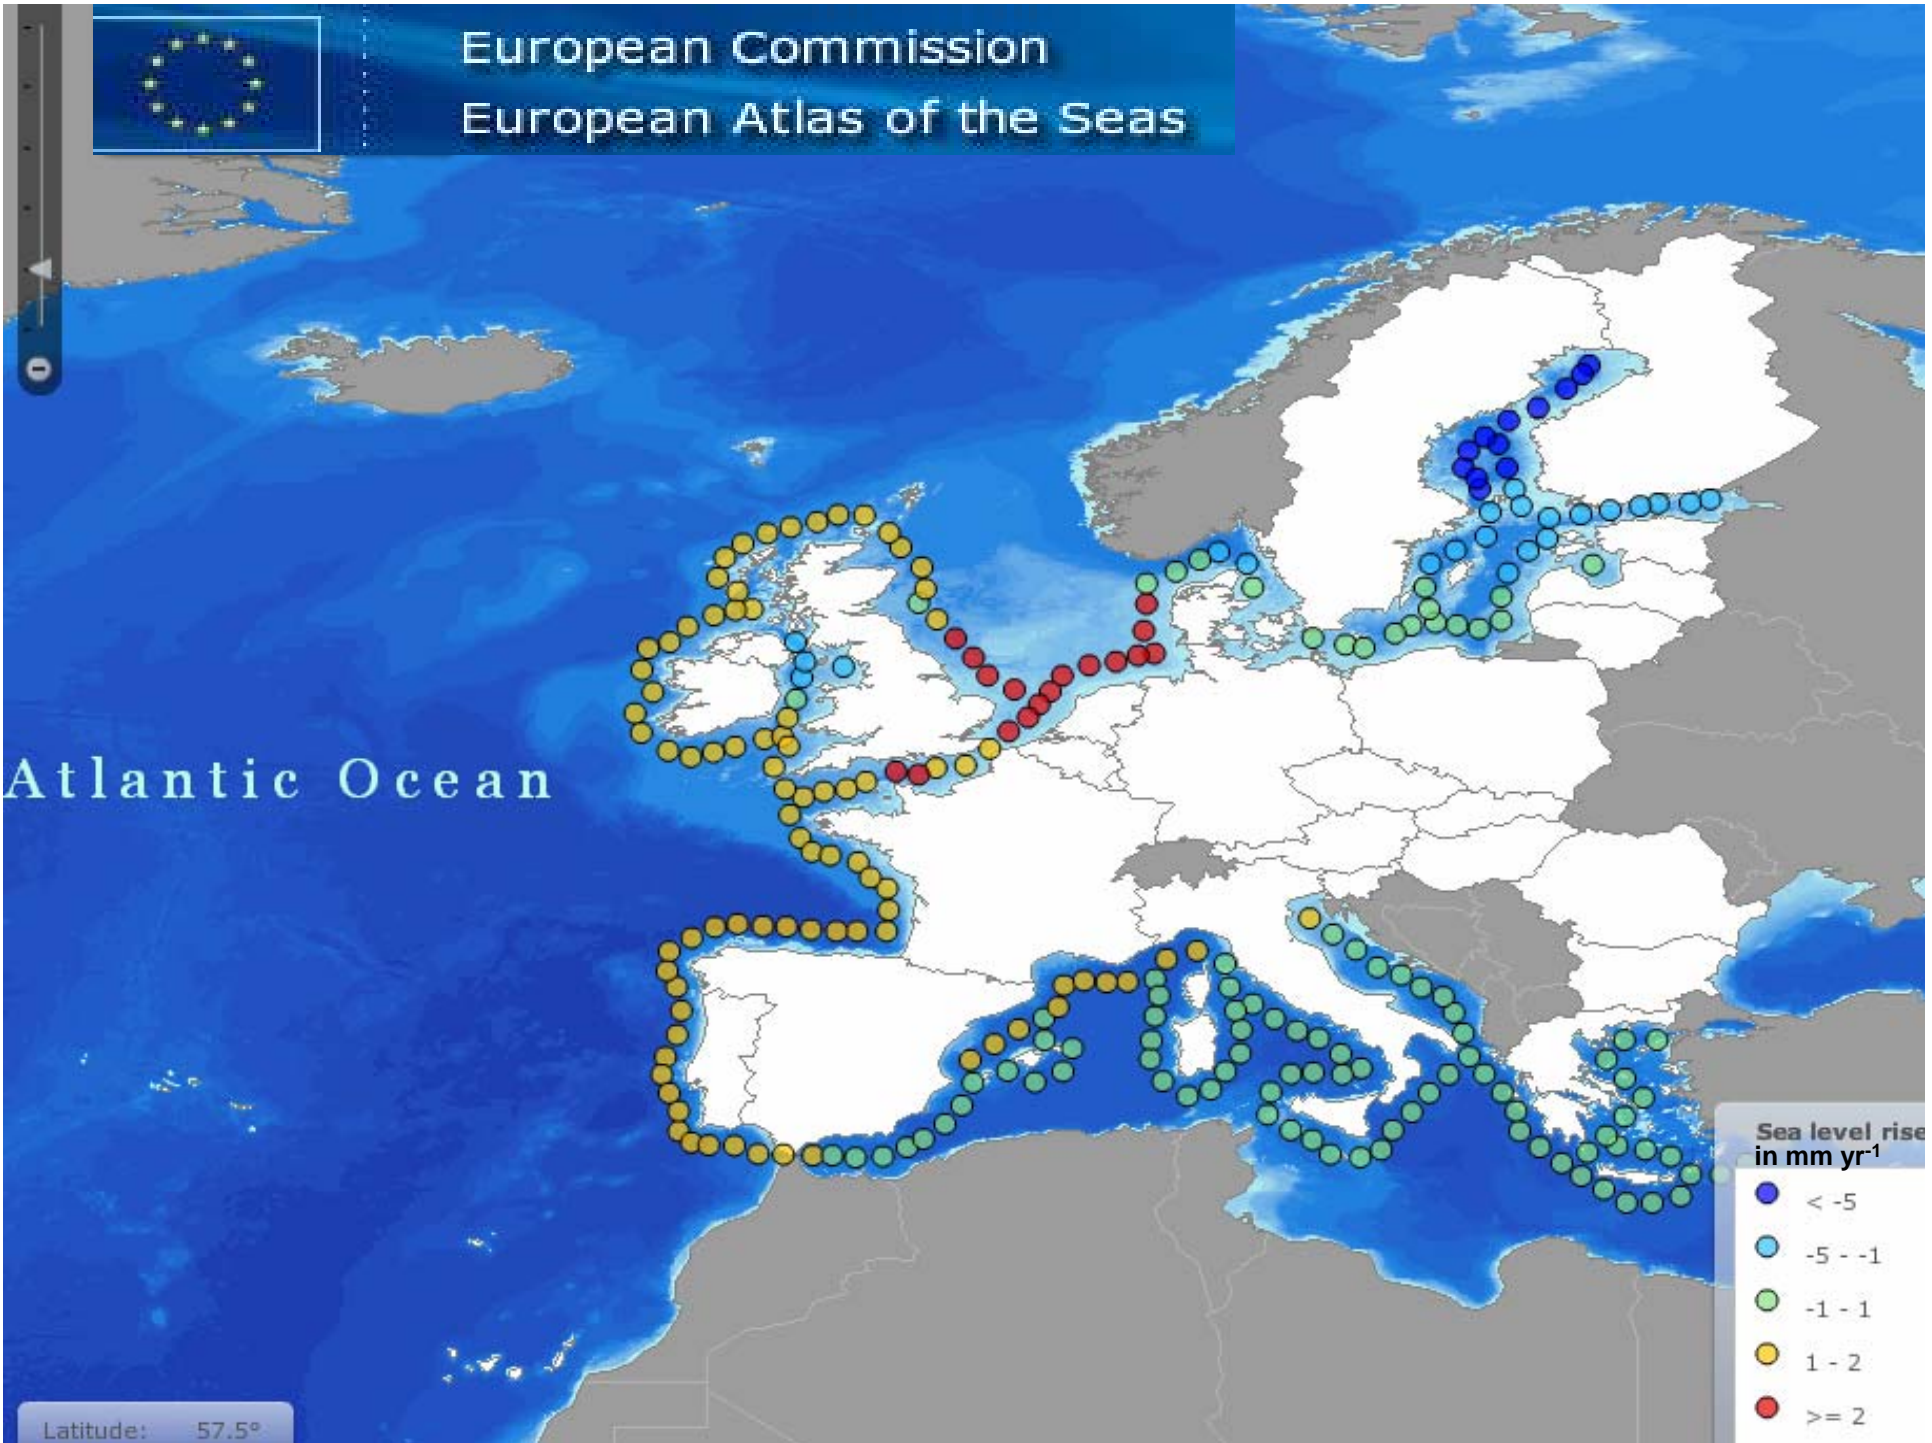 European Commission
European Atlas of the Seas
Atlantic Ocean
Sea level rise
in mm yr-1
< -5
-5 - -1
-1 - 1
1 - 2
>= 2
Latitude: 57.5°